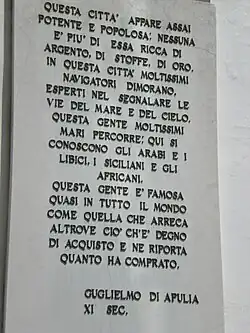 QUESTA CITTA' APPARE ASSAI
POTENTE E POPOLOSA; NESSUNA
E' PIU' DI ESSA RICCA DI
ARGENTO, DI STOFFE, DI ORO.
IN QUESTA CITTA' MOLTISSIMI
NAVIGATORI DIMORANO,
ESPERTI NEL SEGNALARE LE
VIE DEL MARE E DEL CIELO.
QUESTA GENTE MOLTISSIMI
MARI PERCORRE; QUI SI
CONOSCONO GLI ARABI E I
LIBICI, I SICILIANI E GLI
AFRICANI.
QUESTA GENTE E' FAMOSA
QUASI IN TUTTO IL MONDO
COME QUELLA CHE ARRECA
ALTROVE CIO' CH'E' DEGNO
DI ACQUISTO E NE RIPORTA
QUANTO HA COMPRATO.
GUGLIELMO DI APULIA
XI SEC.